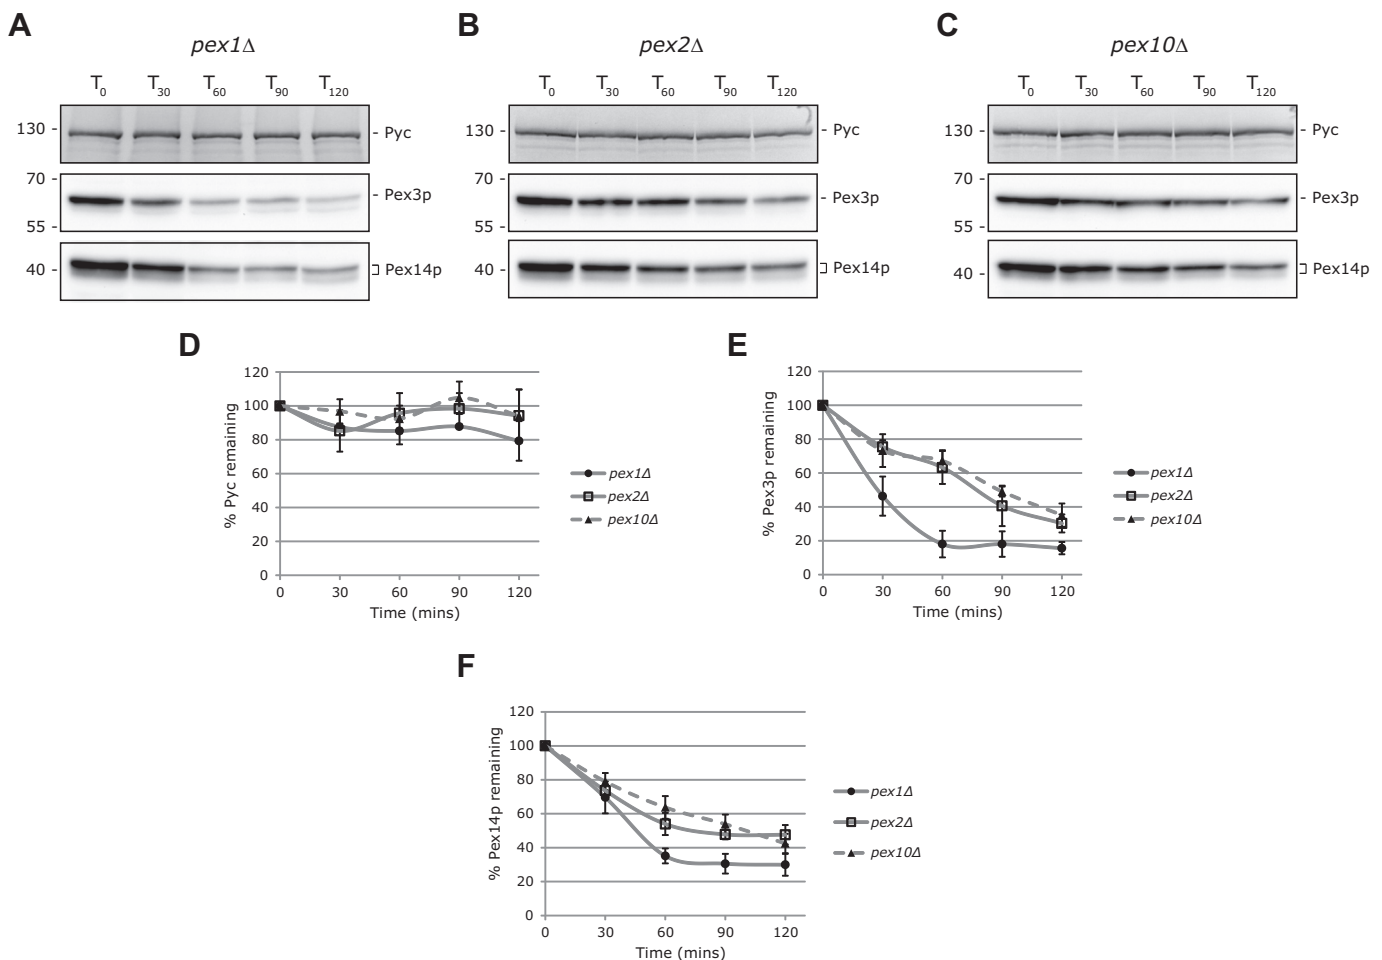 A
pex1Δ
T0 T30 T60 T90 T120
130 - - Pyc
70 -
- Pex3p
55 -
40 - Pex14p
B
pex2Δ
T0 T30 T60 T90 T120
130 - - Pyc
70 -
- Pex3p
55 -
40 - Pex14p
C
pex10Δ
T0 T30 T60 T90 T120
130 - - Pyc
70 -
- Pex3p
55 -
40 - Pex14p
D
% Pyc remaining
120
100
80
60
40
20
0
0 30 60 90 120
Time (mins)
pex1Δ
pex2Δ
pex10Δ
E
% Pex3p remaining
120
100
80
60
40
20
0
0 30 60 90 120
Time (mins)
pex1Δ
pex2Δ
pex10Δ
F
% Pex14p remaining
120
100
80
60
40
20
0
0 30 60 90 120
Time (mins)
pex1Δ
pex2Δ
pex10Δ